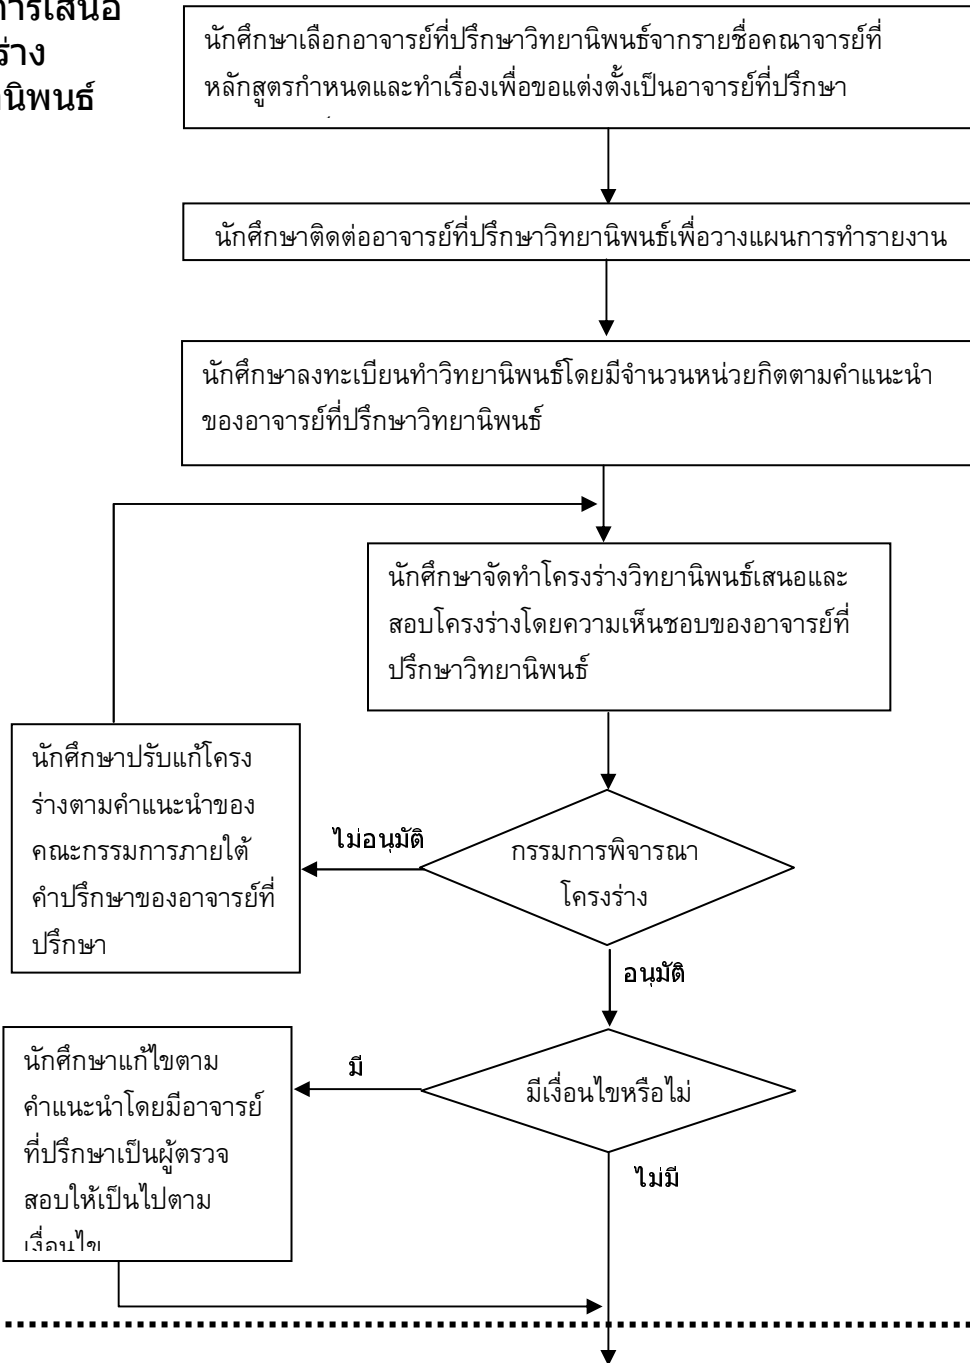 การเสนอ
ร่าง
นิพนธ์
นักศึกษาเลือกอาจารย์ที่ปรึกษาวิทยานิพนธ์จากรายชื่อคณาจารย์ที่
หลักสูตรกำหนดและทำเรื่องเพื่อขอแต่งตั้งเป็นอาจารย์ที่ปรึกษา
นักศึกษาติดต่ออาจารย์ที่ปรึกษาวิทยานิพนธ์เพื่อวางแผนการทำรายงาน
นักศึกษาลงทะเบียนทำวิทยานิพนธ์โดยมีจำนวนหน่วยกิตตามคำแนะนำ
ของอาจารย์ที่ปรึกษาวิทยานิพนธ์
นักศึกษาจัดทำโครงร่างวิทยานิพนธ์เสนอและ
สอบโครงร่างโดยความเห็นชอบของอาจารย์ที่
ปรึกษาวิทยานิพนธ์
นักศึกษาปรับแก้โครง
ร่างตามคำแนะนำของ
คณะกรรมการภายใต้
คำปรึกษาของอาจารย์ที่
ปรึกษา
ไม่อนุมัติ
กรรมการพิจารณา
โครงร่าง
อนุมัติ
นักศึกษาแก้ไขตาม
คำแนะนำโดยมีอาจารย์
ที่ปรึกษาเป็นผู้ตรวจ
สอบให้เป็นไปตาม
เงื่อนไข
มี
มีเงื่อนไขหรือไม่
ไม่มี